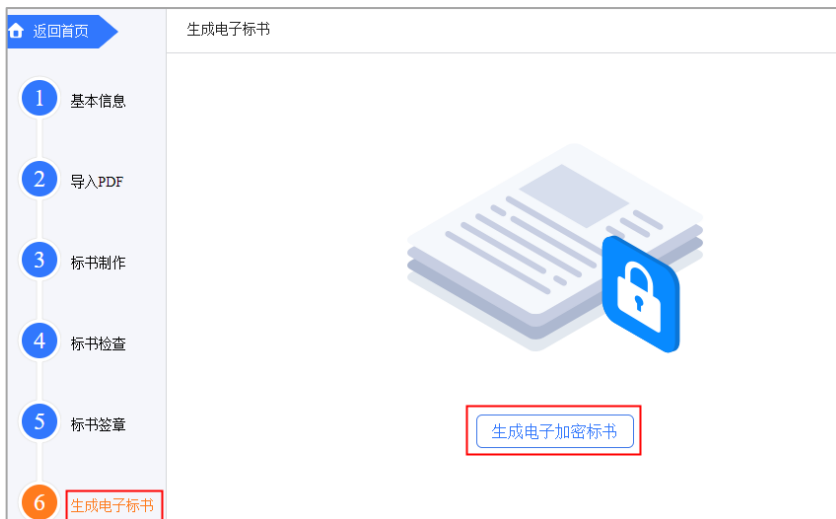 返回首页
生成电子标书
1 基本信息
2 导入PDF
3 标书制作
4 标书检查
5 标书签章
生成电子加密标书
6 生成电子标书